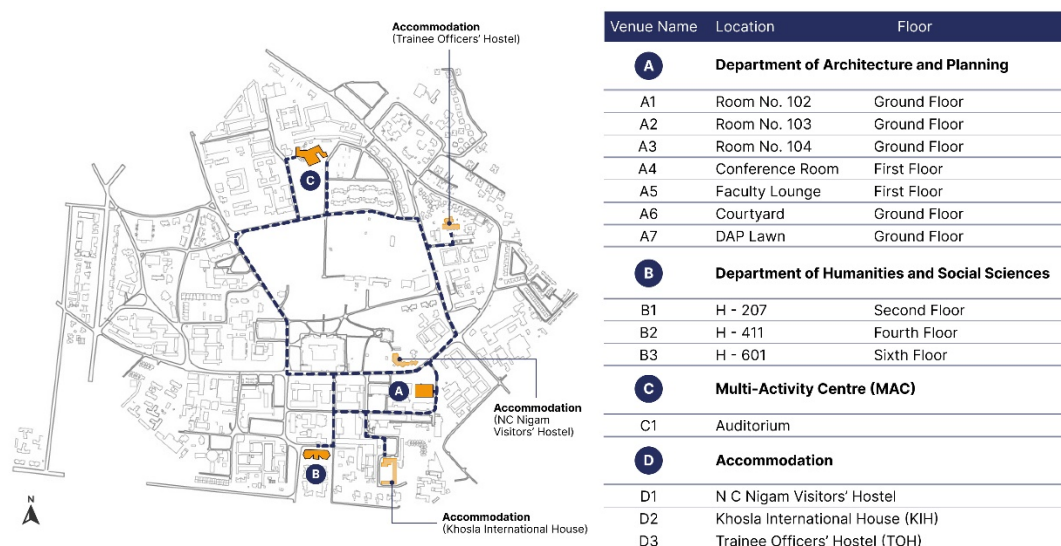 Accommodation
(Trainee Officers' Hostel)
C
A
Accommodation
(NC Nigam
Visitors' Hostel)
B
N
Accommodation
(Khosla International House)
Venue Name Location Floor
A Department of Architecture and Planning
A1 Room No. 102 Ground Floor
A2 Room No. 103 Ground Floor
A3 Room No. 104 Ground Floor
A4 Conference Room First Floor
A5 Faculty Lounge First Floor
A6 Courtyard Ground Floor
A7 DAP Lawn Ground Floor
B Department of Humanities and Social Sciences
B1 H - 207 Second Floor
B2 H - 411 Fourth Floor
B3 H - 601 Sixth Floor
C Multi-Activity Centre (MAC)
C1 Auditorium
D Accommodation
D1 N C Nigam Visitors' Hostel
D2 Khosla International House (KIH)
D3 Trainee Officers' Hostel (TOH)